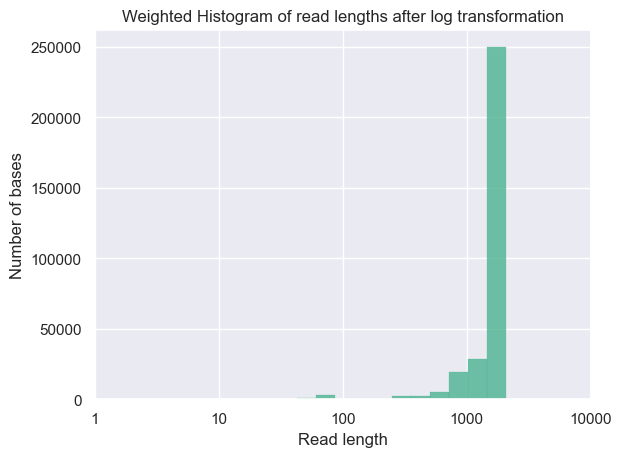 Weighted Histogram of read lengths after log transformation
250000
200000
150000
100000
50000
0
Number of bases
1 10 100 1000 10000
Read length